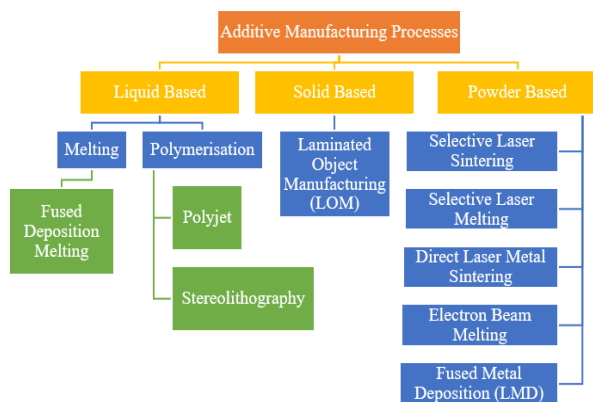 Additive Manufacturing Processes
Liquid Based
Solid Based
Powder Based
Melting
Polymerisation
Laminated
Object
Manufacturing
(LOM)
Selective Laser
Sintering
Fused
Deposition
Melting
Polyjet
Selective Laser
Melting
Direct Laser Metal
Sintering
Stereolithography
Electron Beam
Melting
Fused Metal
Deposition (LMD)